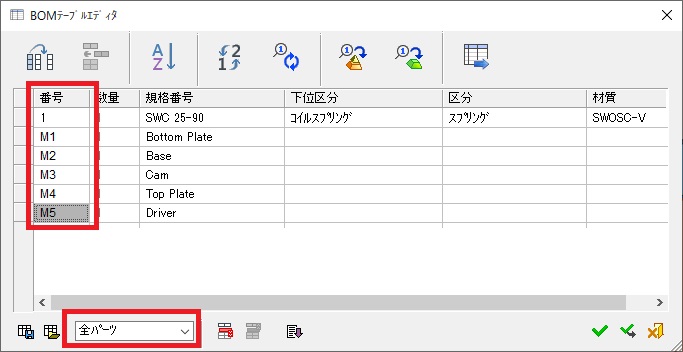 BOMﾃｰﾌﾞﾙｴﾃﾞｨﾀ
番号 数量 規格番号 下位区分 区分 材質
1 SWC 25-90 ｺｲﾙｽﾌﾟﾘﾝｸﾞ ｽﾌﾟﾘﾝｸﾞ SWOSC-V
M1 Bottom Plate
M2 Base
M3 Cam
M4 Top Plate
M5 Driver
全ﾊﾟｰﾂ